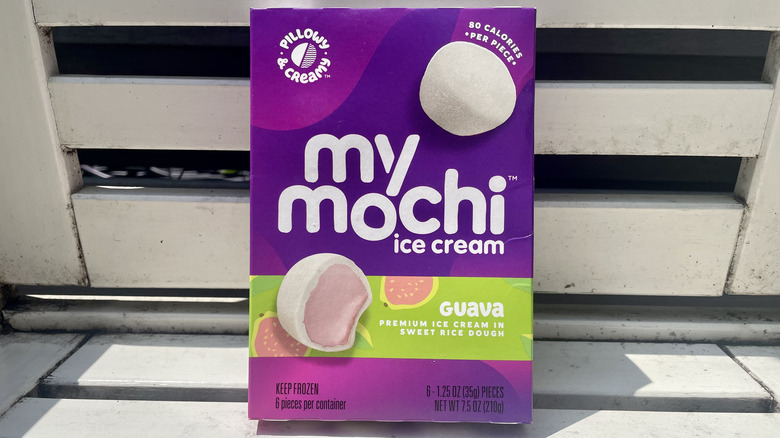 PILLOWY
& CREAMY™
80 CALORIES
*PER PIECE*
my
mochi™
ice cream
GUAVA
PREMIUM ICE CREAM IN
SWEET RICE DOUGH
KEEP FROZEN
6 pieces per container
6 - 1.25 OZ (35g) PIECES
NET WT 7.5 OZ (210g)